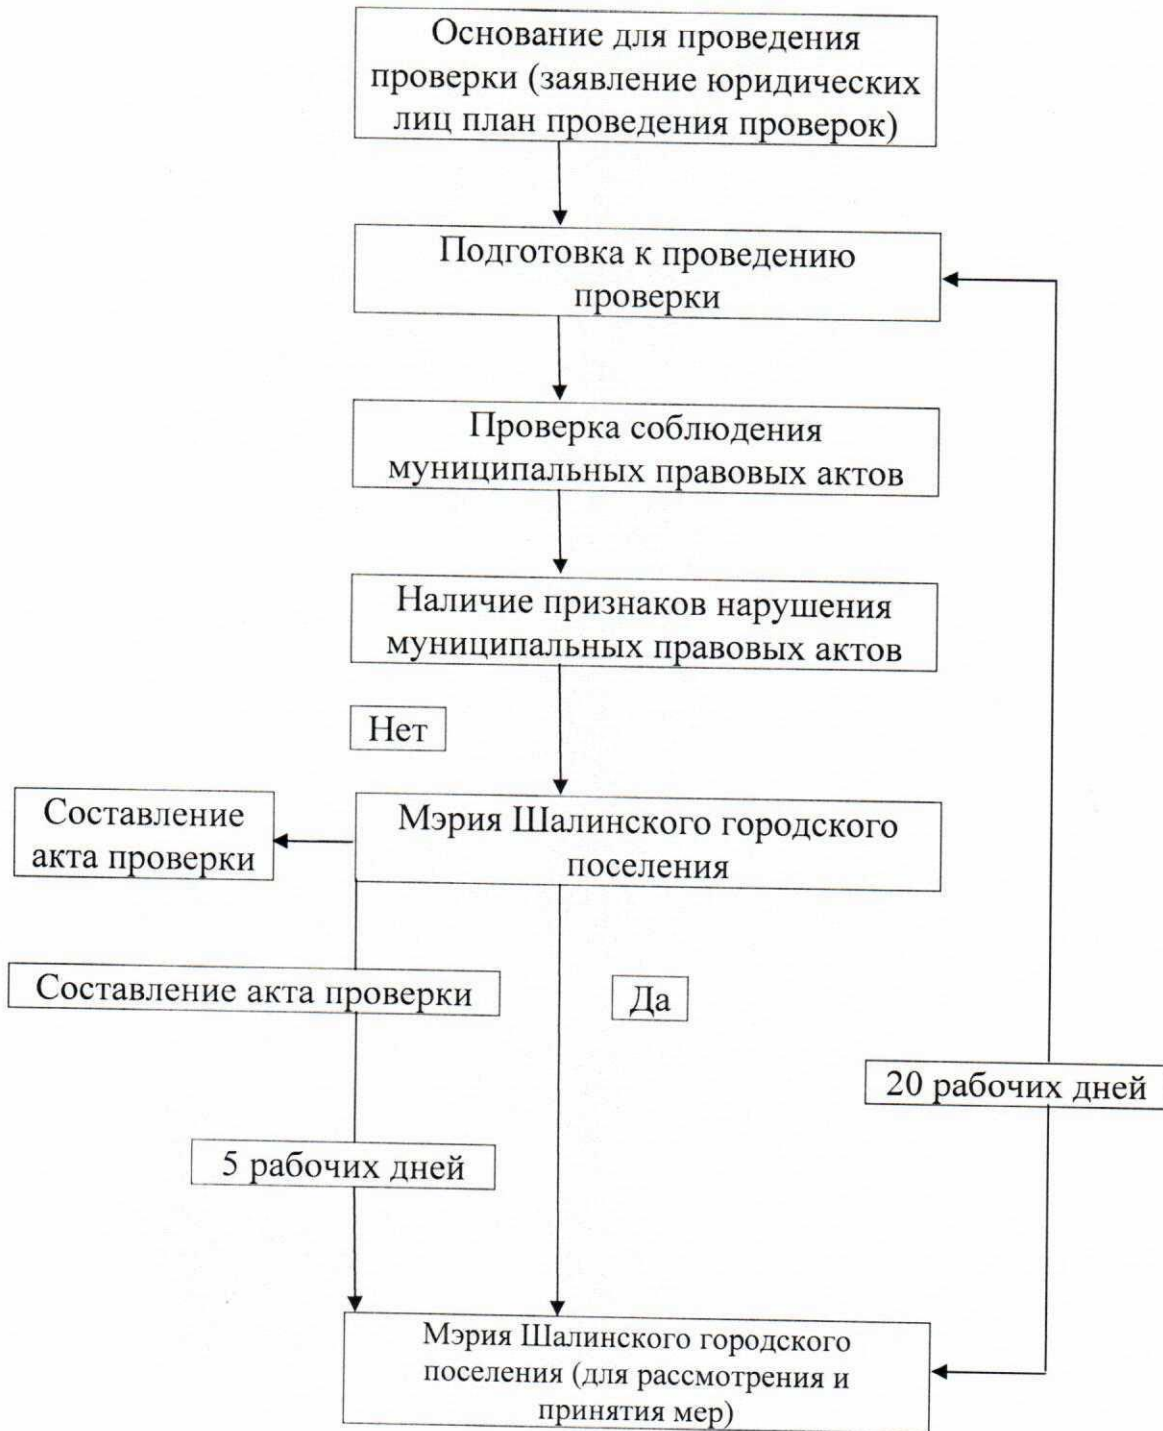 Основание для проведения
проверки (заявление юридических
лиц план проведения проверок)
Подготовка к проведению
проверки
Проверка соблюдения
муниципальных правовых актов
Наличие признаков нарушения
муниципальных правовых актов
Нет
Составление
акта проверки
Мэрия Шалинского городского
поселения
Составление акта проверки
Да
20 рабочих дней
5 рабочих дней
Мэрия Шалинского городского
поселения (для рассмотрения и
принятия мер)